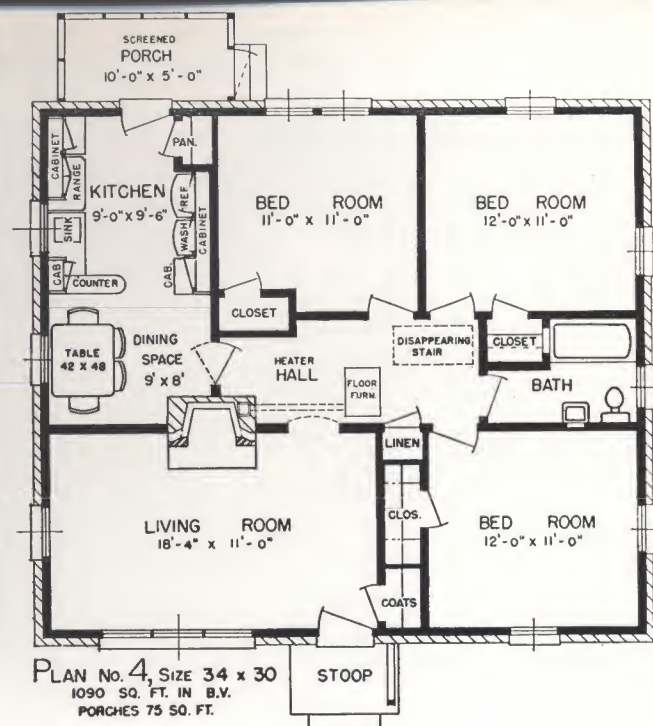 SCREENED
PORCH
10'-0" X 5'-0"
CABINET
RANGE
PAN.
KITCHEN
9'-0" X 9'-6"
REF.
WASH
CABINET
CAB.
SINK
CAB
COUNTER
BED ROOM
11'-0" X 11'-0"
BED ROOM
12'-0" X 11'-0"
CLOSET
TABLE
42 X 48
DINING
SPACE
9' X 8'
HEATER
HALL
DISAPPEARING
STAIR
CLOSET
BATH
FLOOR
FURN.
LINEN
LIVING ROOM
18'-4" X 11'-0"
CLOS.
BED ROOM
12'-0" X 11'-0"
COATS
PLAN No. 4, SIZE 34 x 30
1090 SQ. FT. IN B.V.
PORCHES 75 SQ. FT.
STOOP